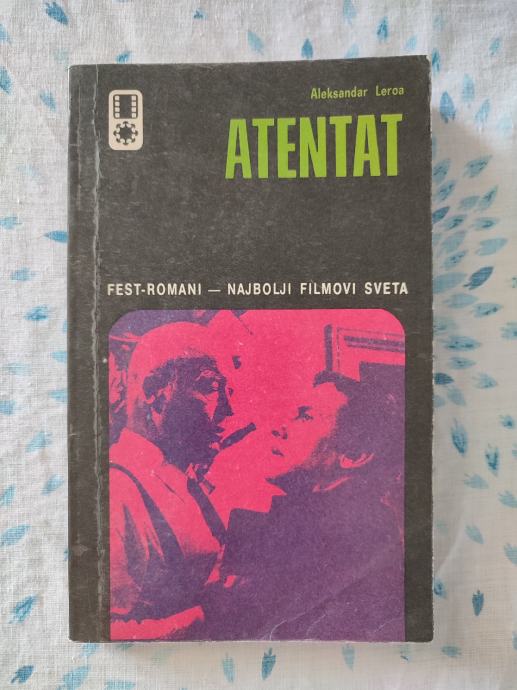 Aleksandar Leroa
ATENTAT
FEST-ROMANI — NAJBOLJI FILMOVI SVETA